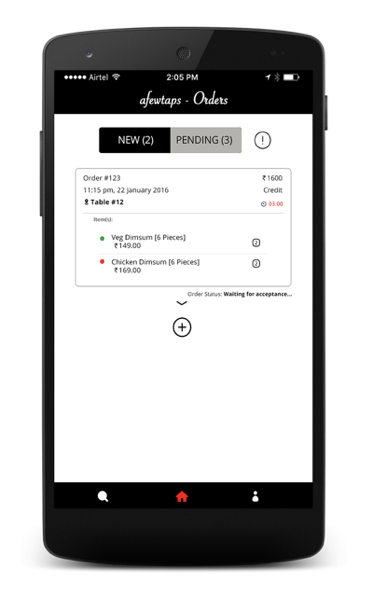 ●●●●● Airtel 2:05 PM
afewtaps - Orders
NEW (2) PENDING (3) !
Order #123 ₹1600
11:15 pm, 22 January 2016 Credit
Table #12 03:00
Item(s):
Veg Dimsum [6 Pieces] 2
₹149.00
Chicken Dimsum [6 Pieces] 2
₹169.00
Order Status: Waiting for acceptance...